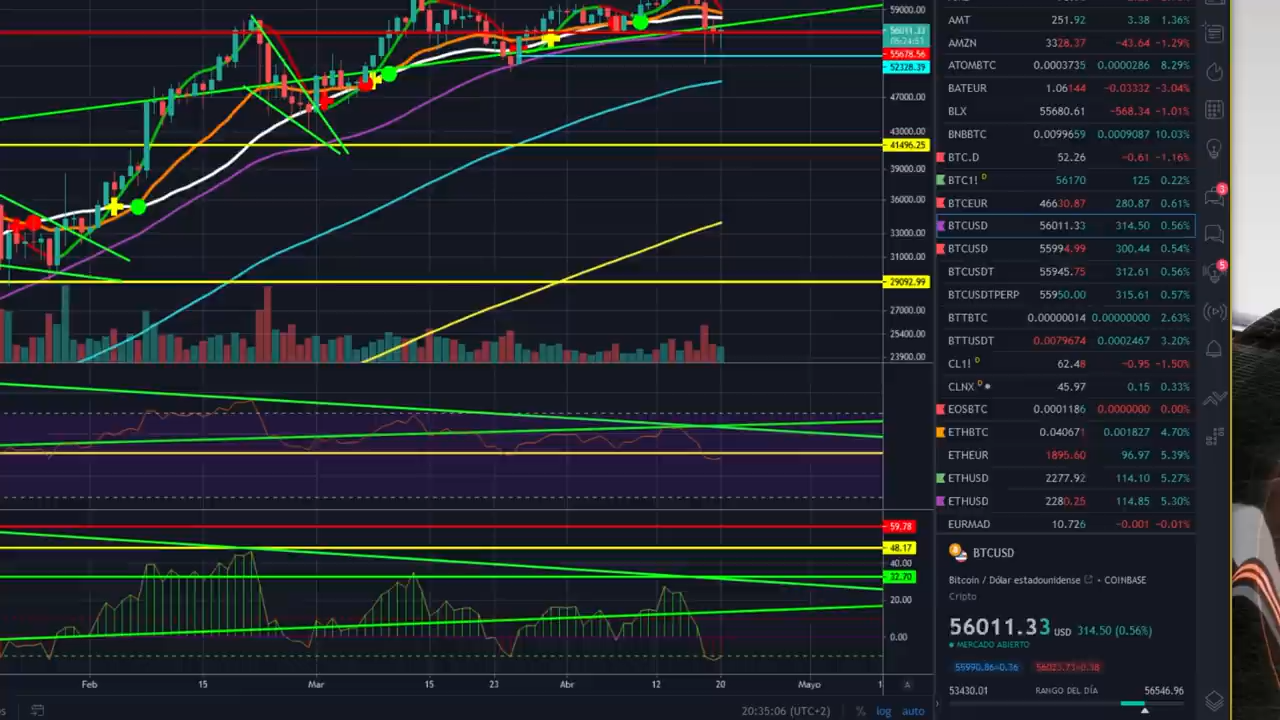 59000.00
56011.33
55678.56
52328.39
47000.00
43000.00
41496.25
39000.00
36000.00
33000.00
31000.00
29092.99
27000.00
25400.00
23900.00
59.78
48.17
40.00
32.70
20.00
0.00
Feb 15 Mar 15 23 Abr 12 20 Mayo 1
A
20:35:06 (UTC+2) % log auto
AMT 251.92 3.38 1.36%
AMZN 3328.37 -43.64 -1.29%
ATOMBTC 0.0003735 0.0000286 8.29%
BATEUR 1.06144 -0.03332 -3.04%
BLX 55680.61 -568.34 -1.01%
BNBBTC 0.0099659 0.0009087 10.03%
BTC.D 52.26 -0.61 -1.16%
BTC1! D 56170 125 0.22%
BTCEUR 46630.87 280.87 0.61%
BTCUSD 56011.33 314.50 0.56%
BTCUSD 55994.99 300.44 0.54%
BTCUSDT 55945.75 312.61 0.56%
BTCUSDTPERP 55950.00 315.61 0.57%
BTTBTC 0.00000014 0.00000000 2.63%
BTTUSDT 0.0079674 0.0002467 3.20%
CL1! D 62.48 -0.95 -1.50%
CLNX D 45.97 0.15 0.33%
EOSBTC 0.0001186 0.0000000 0.00%
ETHBTC 0.040671 0.001827 4.70%
ETHEUR 1895.60 96.97 5.39%
ETHUSD 2277.92 114.10 5.27%
ETHUSD 2280.25 114.85 5.30%
EURMAD 10.726 -0.001 -0.01%
BTCUSD
Bitcoin / Dólar estadounidense • COINBASE
Cripto
56011.33 USD 314.50 (0.56%)
MERCADO ABIERTO
53430.01 RANGO DEL DÍA 56546.96
3
5